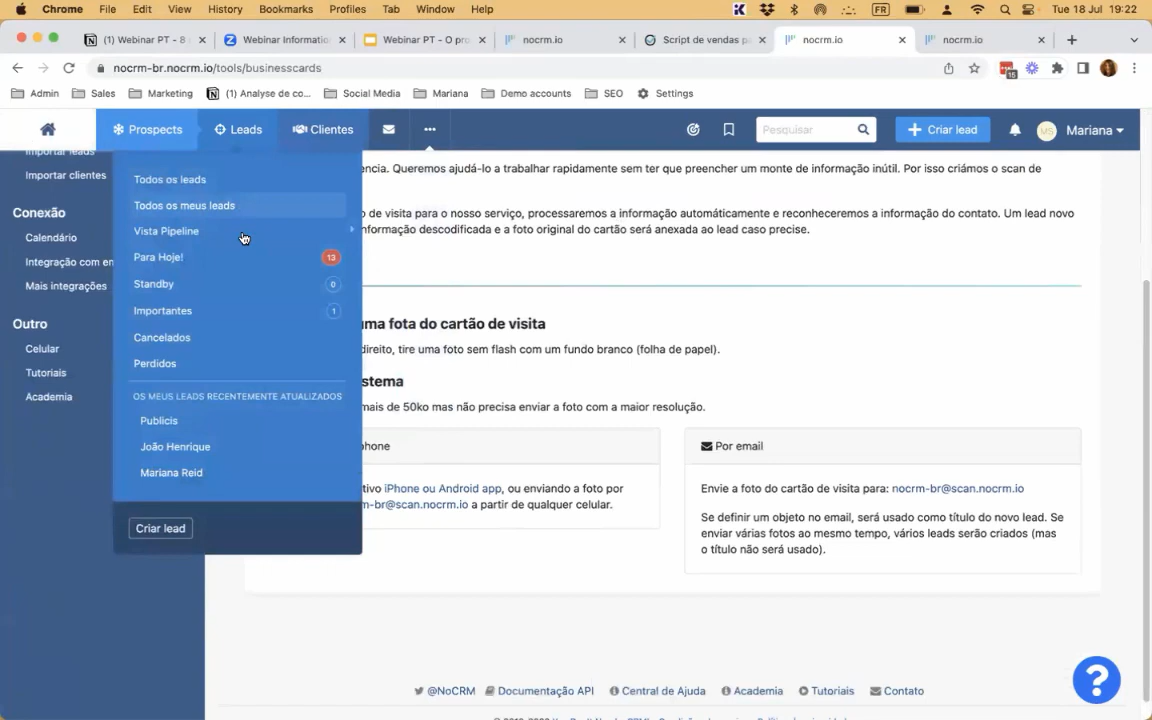 Chrome File Edit View History Bookmarks Profiles Tab Window Help FR Tue 18 Jul 19:22
(1) Webinar PT - 8 Webinar Informatio Webinar PT - O pro nocrm.io Script de vendas pa nocrm.io nocrm.io
nocrm-br.nocrm.io/tools/businesscards 15
Admin Sales Marketing (1) Analyse de co... Social Media Mariana Demo accounts SEO Settings
Prospects Leads Clientes ... Pesquisar Criar lead MS Mariana
Importar leads
Importar clientes
Conexão
Calendário
Integração com em
Mais integrações
Outro
Celular
Tutoriais
Academia
Todos os leads
Todos os meus leads
Vista Pipeline
Para Hoje! 13
Standby 0
Importantes 1
Cancelados
Perdidos
OS MEUS LEADS RECENTEMENTE ATUALIZADOS
Publicis
João Henrique
Mariana Reid
Criar lead
encia. Queremos ajudá-lo a trabalhar rapidamente sem ter que preencher um monte de informação inútil. Por isso criámos o scan de
o de visita para o nosso serviço, processaremos a informação automáticamente e reconheceremos a informação do contato. Um lead novo
nformação descodificada e a foto original do cartão será anexada ao lead caso precise.
ma fota do cartão de visita
direito, tire uma foto sem flash com um fundo branco (folha de papel).
stema
mais de 50ko mas não precisa enviar a foto com a maior resolução.
phone
tivo iPhone ou Android app, ou enviando a foto por
m-br@scan.nocrm.io a partir de qualquer celular.
Por email
Envie a foto do cartão de visita para: nocrm-br@scan.nocrm.io
Se definir um objeto no email, será usado como título do novo lead. Se
enviar várias fotos ao mesmo tempo, vários leads serão criados (mas
o título não será usado).
@NoCRM Documentação API Central de Ajuda Academia Tutoriais Contato
?